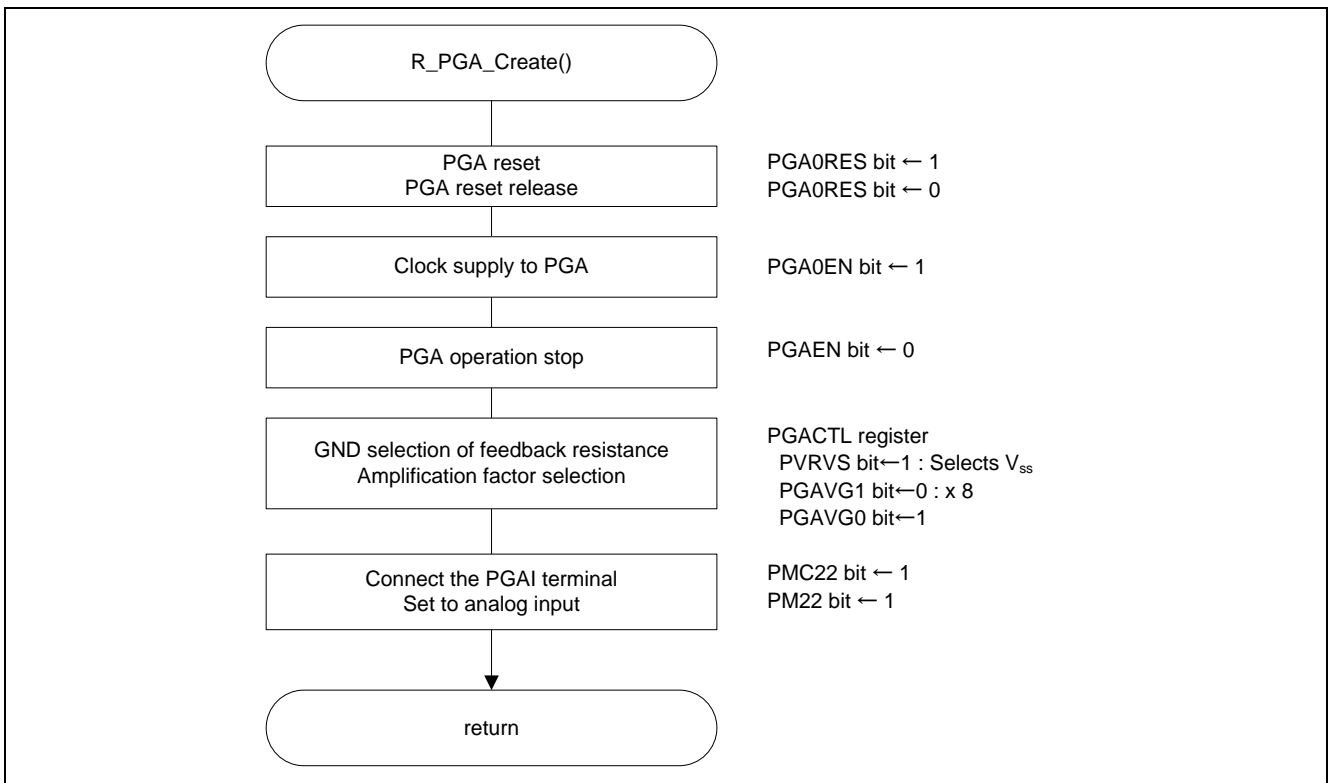 R_PGA_Create()
PGA reset
PGA reset release
PGA0RES bit ← 1
PGA0RES bit ← 0
Clock supply to PGA
PGA0EN bit ← 1
PGA operation stop
PGAEN bit ← 0
GND selection of feedback resistance
Amplification factor selection
PGACTL register
PVRVS bit←1 : Selects Vss
PGAVG1 bit←0 : x 8
PGAVG0 bit←1
Connect the PGAI terminal
Set to analog input
PMC22 bit ← 1
PM22 bit ← 1
return